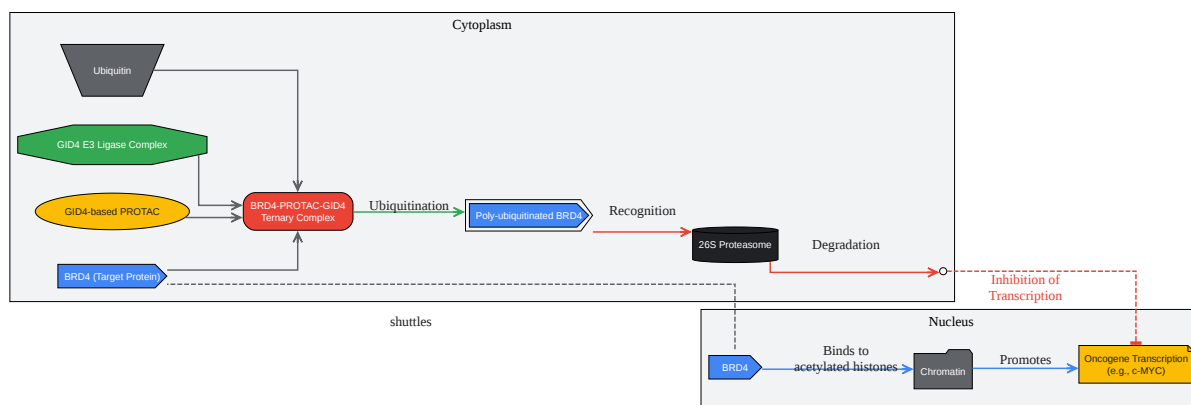 Cytoplasm
Ubiquitin
GID4 E3 Ligase Complex
GID4-based PROTAC
BRD4 (Target Protein)
BRD4-PROTAC-GID4
Ternary Complex
Ubiquitination
Poly-ubiquitinated BRD4
Recognition
26S Proteasome
Degradation
Inhibition of
Transcription
shuttles
Nucleus
BRD4
Binds to
acetylated histones
Chromatin
Promotes
Oncogene Transcription
(e.g., c-MYC)